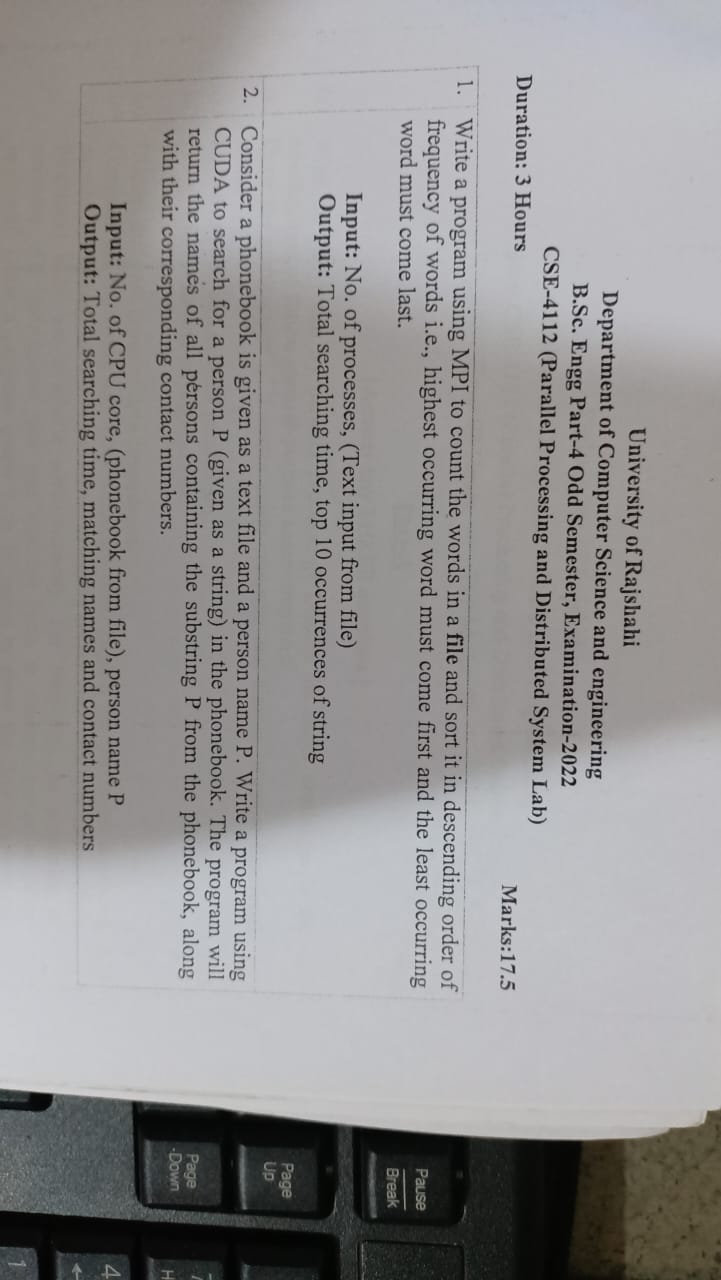 University of Rajshahi
Department of Computer Science and engineering
B.Sc. Engg Part-4 Odd Semester, Examination-2022
CSE-4112 (Parallel Processing and Distributed System Lab)
Duration: 3 Hours
Marks:17.5
1. Write a program using MPI to count the words in a file and sort it in descending order of
frequency of words i.e., highest occurring word must come first and the least occurring
word must come last.
Input: No. of processes, (Text input from file)
Output: Total searching time, top 10 occurrences of string
2. Consider a phonebook is given as a text file and a person name P. Write a program using
CUDA to search for a person P (given as a string) in the phonebook. The program will
return the names of all persons containing the substring P from the phonebook, along
with their corresponding contact numbers.
Input: No. of CPU core, (phonebook from file), person name P
Output: Total searching time, matching names and contact numbers
Pause
Break
Page
Up
Page
-Down
7
H
4
←
1